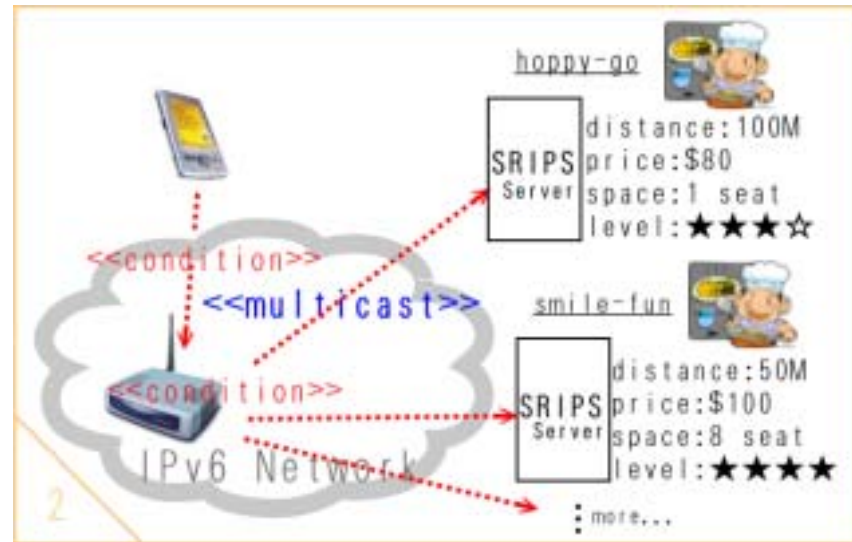 hoppy-go
SRIPS
Server
distance:100M
price:$80
space:1 seat
level:★★★☆
<<condition>>
<<multicast>>
smile-fun
SRIPS
Server
distance:50M
price:$100
space:8 seat
level:★★★★
<<condition>>
IPv6 Network
more...
2